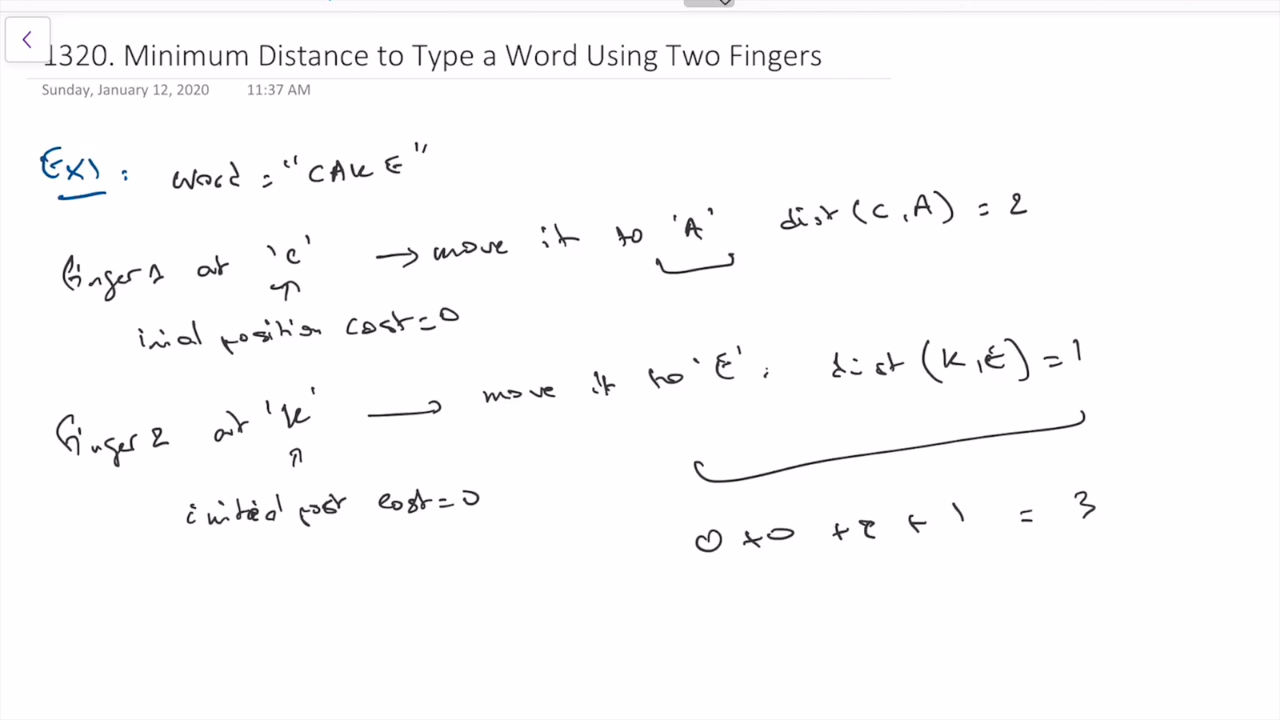 1320. Minimum Distance to Type a Word Using Two Fingers
Sunday, January 12, 2020 11:37 AM
Ex1: word = "CAKE"
finger1 at 'c' → move it to 'A' dist(C,A) = 2
inial position cost=0
finger2 at 'K' → move it to 'E', dist(K,E)=1
initial post cost=0
0+0+2+1 = 3